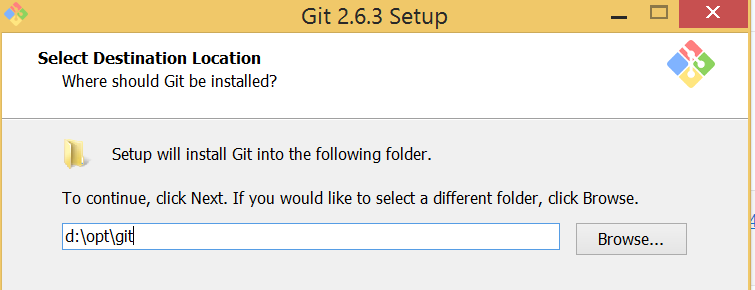 Git 2.6.3 Setup
Select Destination Location
Where should Git be installed?
Setup will install Git into the following folder.
To continue, click Next. If you would like to select a different folder, click Browse.
d:\opt\git
Browse...